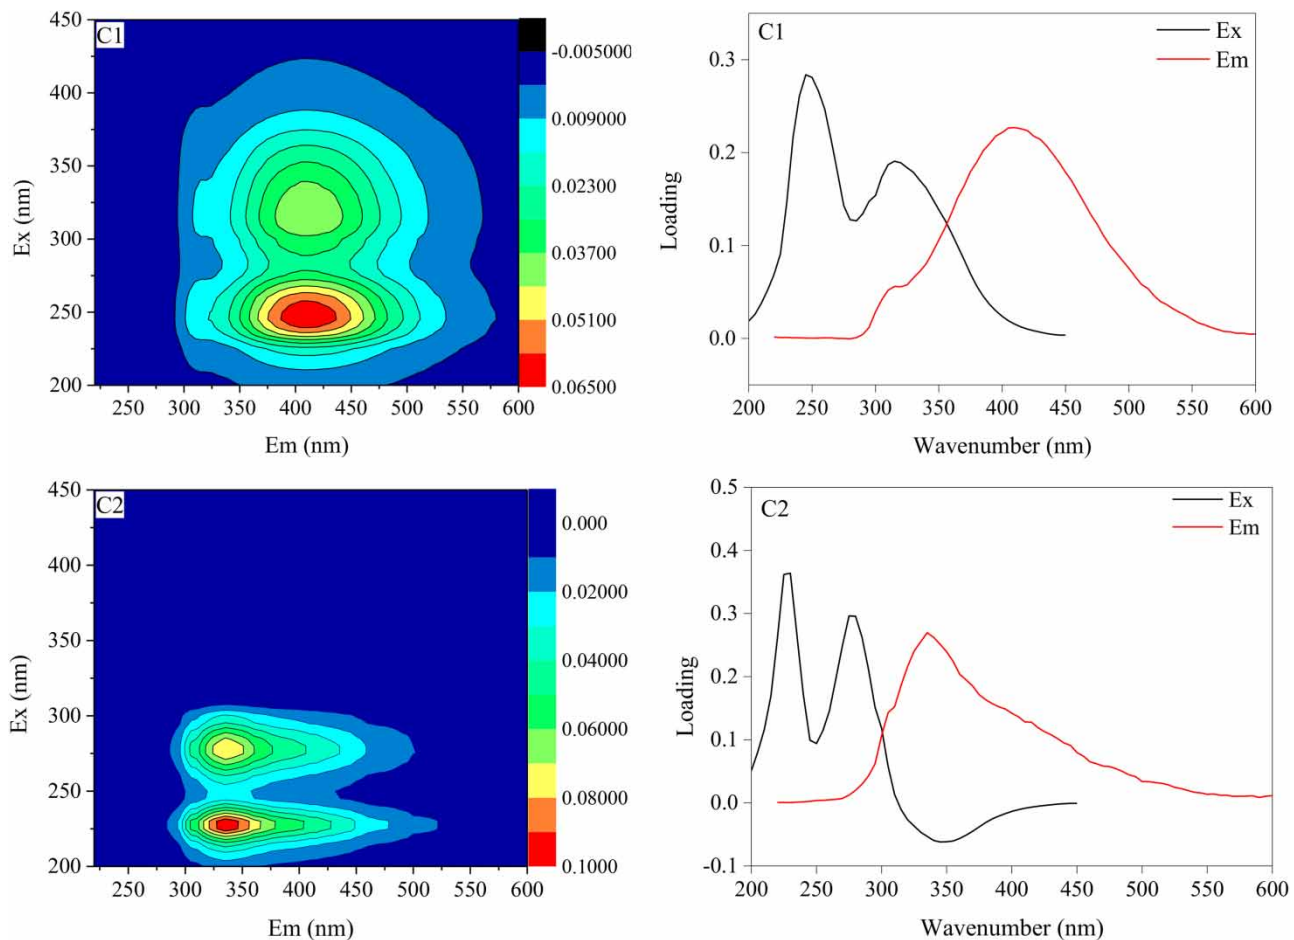 C1
450
400
350
300
250
200
Ex (nm)
250 300 350 400 450 500 550 600
Em (nm)
-0.005000
0.009000
0.02300
0.03700
0.05100
0.06500
C1
Ex
Em
0.3
0.2
0.1
0.0
Loading
200 250 300 350 400 450 500 550 600
Wavenumber (nm)
C2
450
400
350
300
250
200
Ex (nm)
250 300 350 400 450 500 550 600
Em (nm)
0.000
0.02000
0.04000
0.06000
0.08000
0.1000
C2
Ex
Em
0.5
0.4
0.3
0.2
0.1
0.0
-0.1
Loading
200 250 300 350 400 450 500 550 600
Wavenumber (nm)